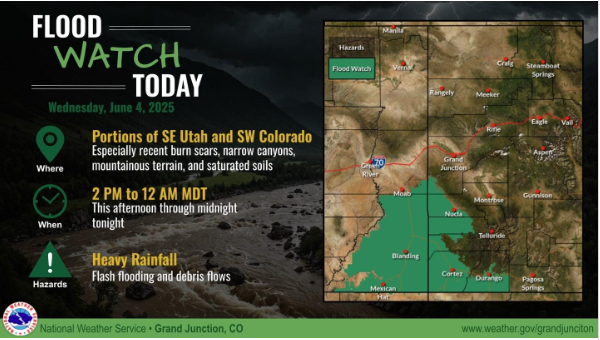 FLOOD
WATCH
TODAY
Wednesday, June 4, 2025
Where
Portions of SE Utah and SW Colorado
Especially recent burn scars, narrow canyons,
mountainous terrain, and saturated soils
When
2 PM to 12 AM MDT
This afternoon through midnight
tonight
Hazards
Heavy Rainfall
Flash flooding and debris flows
Hazards
Flood Watch
Manila
Vernal
Craig
Steamboat
Springs
Rangely
Meeker
Rifle
Eagle
Vail
Aspen
Green
River
70
Grand
Junction
Moab
Nucla
Montrose
Gunnison
Telluride
Blanding
Cortez
Durango
Pagosa
Springs
Mexican
Hat
National Weather Service • Grand Junction, CO
www.weather.gov/grandjunciton